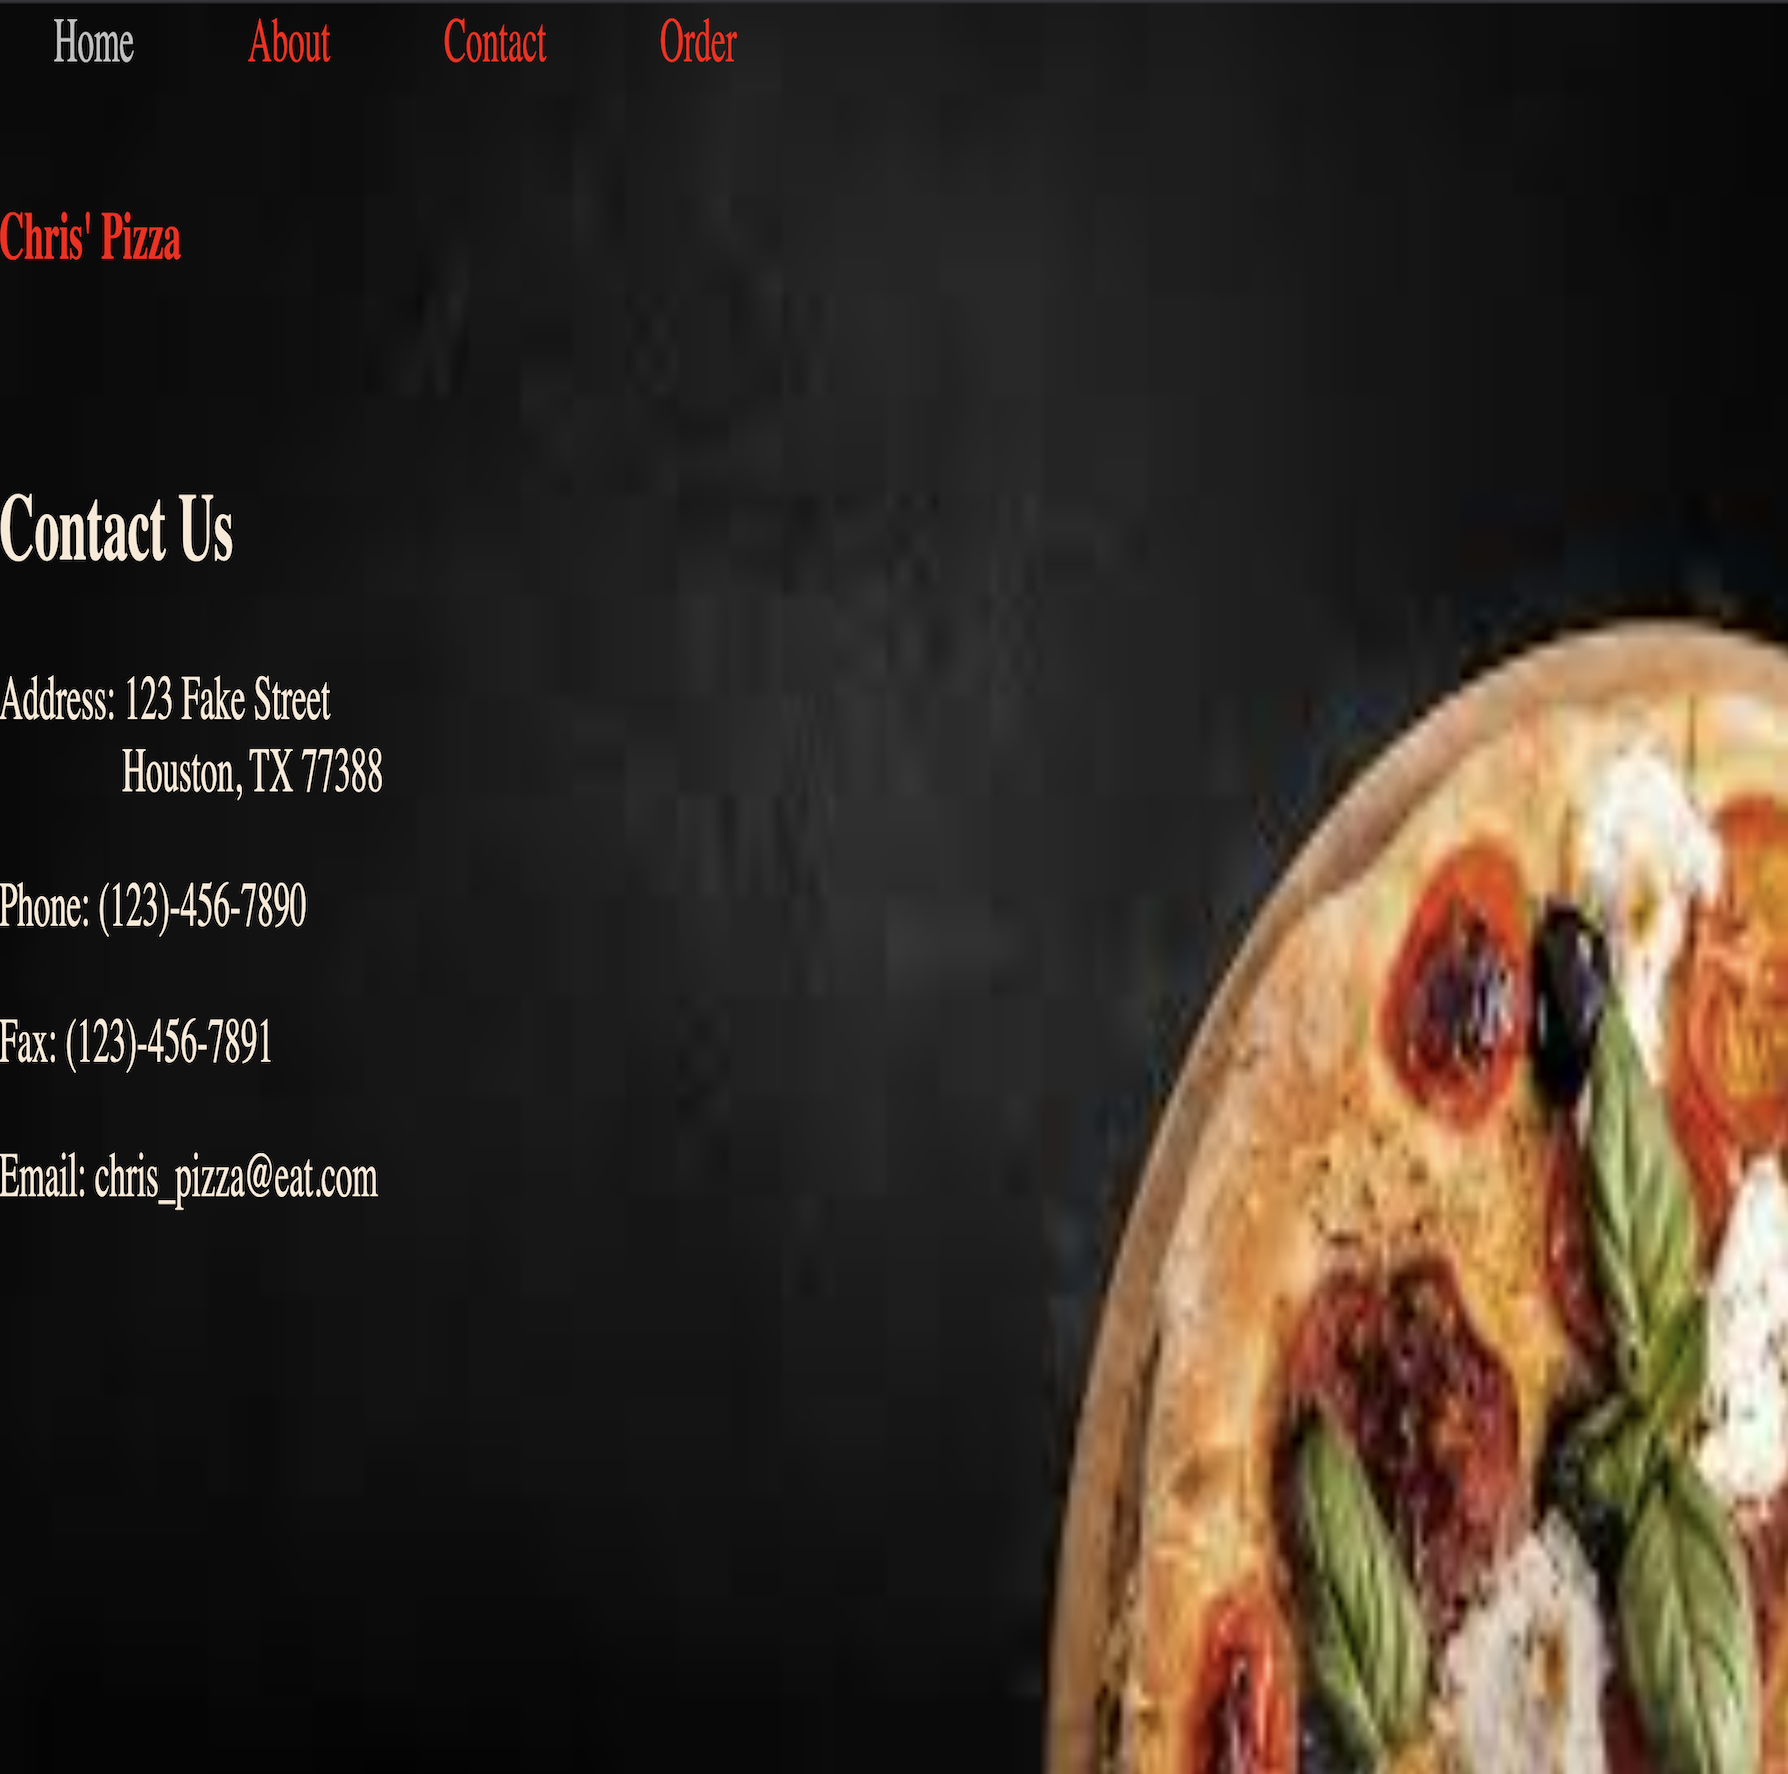 Home About Contact Order
Chris' Pizza
Contact Us
Address: 123 Fake Street
Houston, TX 77388
Phone: (123)-456-7890
Fax: (123)-456-7891
Email: chris_pizza@eat.com